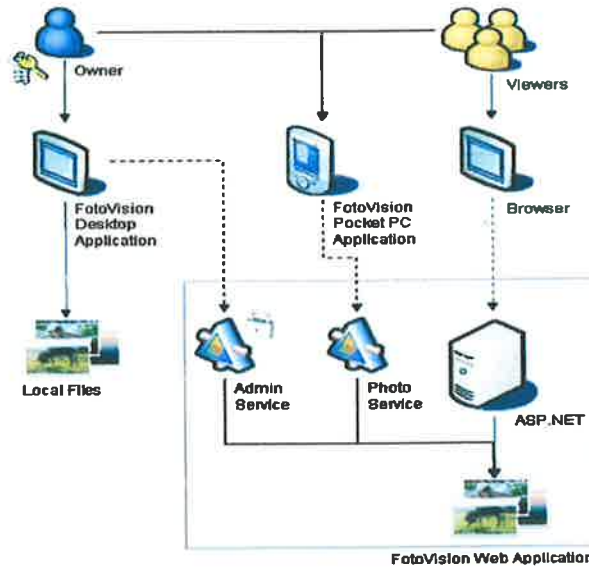 Owner
Viewers
FotoVision
Desktop
Application
FotoVision
Pocket PC
Application
Browser
Local Files
Admin
Service
Photo
Service
ASP.NET
FotoVision Web Application